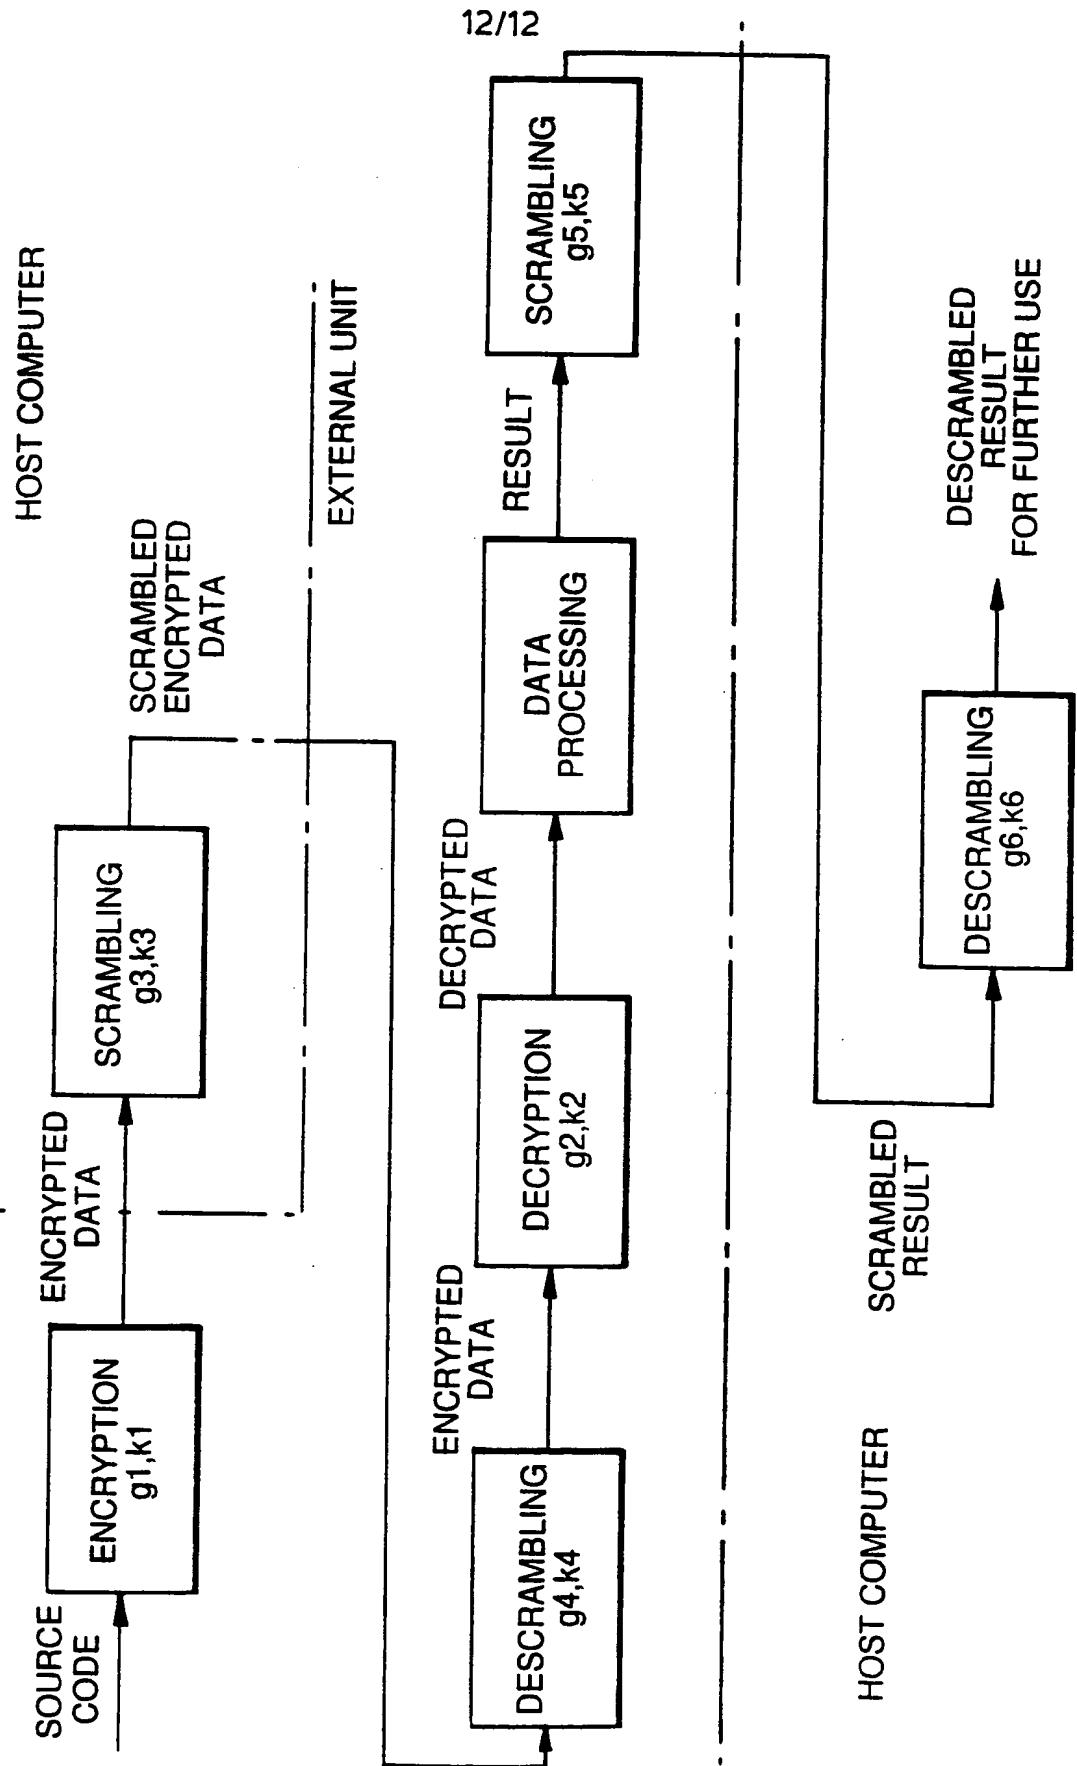 12/12
HOST COMPUTER
SOURCE
CODE
ENCRYPTION
g1,k1
ENCRYPTED
DATA
SCRAMBLING
g3,k3
SCRAMBLED
ENCRYPTED
DATA
EXTERNAL UNIT
DESCRAMBLING
g4,k4
ENCRYPTED
DATA
DECRYPTION
g2,k2
DECRYPTED
DATA
DATA
PROCESSING
RESULT
SCRAMBLING
g5,k5
HOST COMPUTER
SCRAMBLED
RESULT
DESCRAMBLING
g6,k6
DESCRAMBLED
RESULT
FOR FURTHER USE